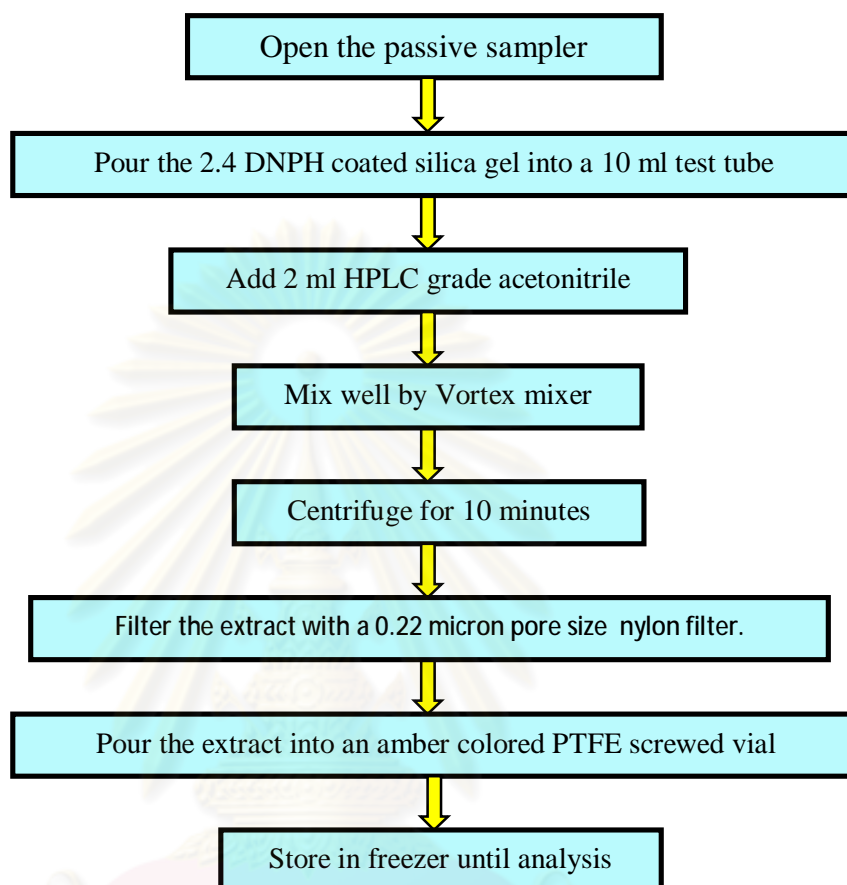 Open the passive sampler
Pour the 2.4 DNPH coated silica gel into a 10 ml test tube
Add 2 ml HPLC grade acetonitrile
Mix well by Vortex mixer
Centrifuge for 10 minutes
Filter the extract with a 0.22 micron pore size nylon filter.
Pour the extract into an amber colored PTFE screwed vial
Store in freezer until analysis